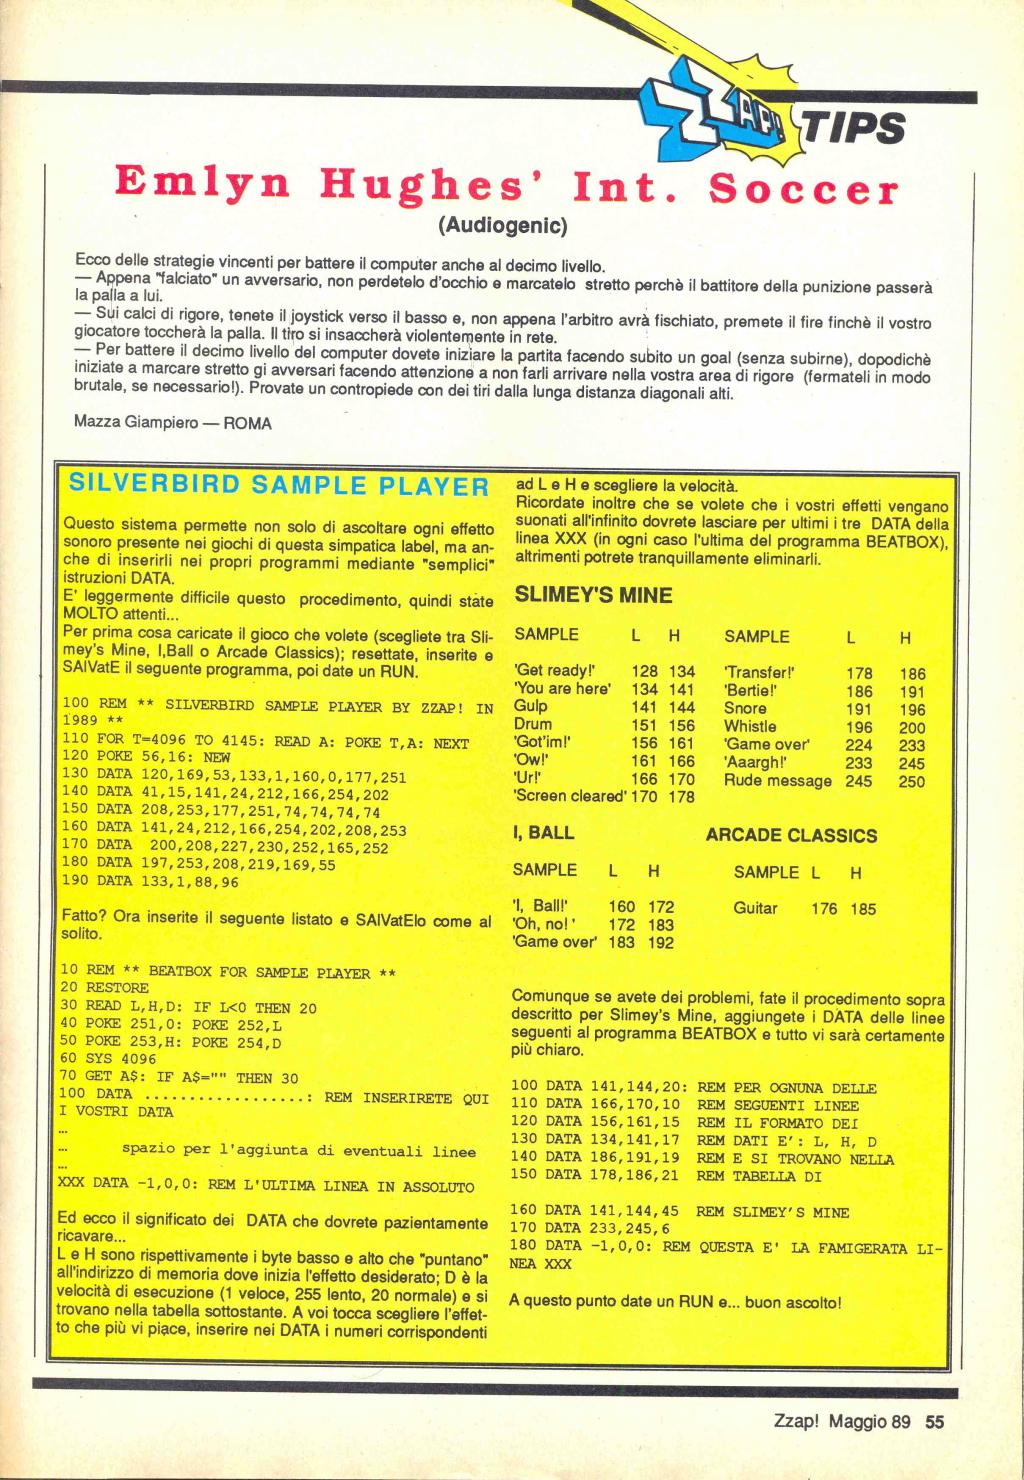 ZZAP! TIPS
Emlyn Hughes' Int. Soccer
(Audiogenic)
Ecco delle strategie vincenti per battere il computer anche al decimo livello.
— Appena "falciato" un avversario, non perdetelo d'occhio e marcatelo stretto perchè il battitore della punizione passerà
la palla a lui.
— Sui calci di rigore, tenete il joystick verso il basso e, non appena l'arbitro avrà fischiato, premete il fire finchè il vostro
giocatore toccherà la palla. Il tiro si insaccherà violentemente in rete.
— Per battere il decimo livello del computer dovete iniziare la partita facendo subito un goal (senza subirne), dopodichè
iniziate a marcare stretto gi avversari facendo attenzione a non farli arrivare nella vostra area di rigore (fermateli in modo
brutale, se necessario!). Provate un contropiede con dei tiri dalla lunga distanza diagonali alti.
Mazza Giampiero — ROMA
SILVERBIRD SAMPLE PLAYER
Questo sistema permette non solo di ascoltare ogni effetto
sonoro presente nei giochi di questa simpatica label, ma an-
che di inserirli nei propri programmi mediante "semplici"
istruzioni DATA.
E' leggermente difficile questo procedimento, quindi state
MOLTO attenti...
Per prima cosa caricate il gioco che volete (scegliete tra Sli-
mey's Mine, I,Ball o Arcade Classics); resettate, inserite e
SAlVatE il seguente programma, poi date un RUN.
100 REM ** SILVERBIRD SAMPLE PLAYER BY ZZAP! IN
1989 **
110 FOR T=4096 TO 4145: READ A: POKE T,A: NEXT
120 POKE 56,16: NEW
130 DATA 120,169,53,133,1,160,0,177,251
140 DATA 41,15,141,24,212,166,254,202
150 DATA 208,253,177,251,74,74,74,74
160 DATA 141,24,212,166,254,202,208,253
170 DATA 200,208,227,230,252,165,252
180 DATA 197,253,208,219,169,55
190 DATA 133,1,88,96
Fatto? Ora inserite il seguente listato e SAlVatElo come al
solito.
10 REM ** BEATBOX FOR SAMPLE PLAYER **
20 RESTORE
30 READ L,H,D: IF L<0 THEN 20
40 POKE 251,0: POKE 252,L
50 POKE 253,H: POKE 254,D
60 SYS 4096
70 GET A$: IF A$="" THEN 30
100 DATA ..................: REM INSERIRETE QUI
I VOSTRI DATA
...
... spazio per l'aggiunta di eventuali linee
...
XXX DATA -1,0,0: REM L'ULTIMA LINEA IN ASSOLUTO
Ed ecco il significato dei DATA che dovrete pazientamente
ricavare...
L e H sono rispettivamente i byte basso e alto che "puntano"
all'indirizzo di memoria dove inizia l'effetto desiderato; D è la
velocità di esecuzione (1 veloce, 255 lento, 20 normale) e si
trovano nella tabella sottostante. A voi tocca scegliere l'effet-
to che più vi piace, inserire nei DATA i numeri corrispondenti
ad L e H e scegliere la velocità.
Ricordate inoltre che se volete che i vostri effetti vengano
suonati all'infinito dovrete lasciare per ultimi i tre DATA della
linea XXX (in ogni caso l'ultima del programma BEATBOX),
altrimenti potrete tranquillamente eliminarli.
SLIMEY'S MINE
SAMPLE L H SAMPLE L H
'Get ready!' 128 134 'Transfer!' 178 186
'You are here' 134 141 'Bertie!' 186 191
Gulp 141 144 Snore 191 196
Drum 151 156 Whistle 196 200
'Got'im!' 156 161 'Game over' 224 233
'Ow!' 161 166 'Aaargh!' 233 245
'Ur!' 166 170 Rude message 245 250
'Screen cleared' 170 178
I, BALL ARCADE CLASSICS
SAMPLE L H SAMPLE L H
'I, Ball!' 160 172 Guitar 176 185
'Oh, no!' 172 183
'Game over' 183 192
Comunque se avete dei problemi, fate il procedimento sopra
descritto per Slimey's Mine, aggiungete i DATA delle linee
seguenti al programma BEATBOX e tutto vi sarà certamente
più chiaro.
100 DATA 141,144,20: REM PER OGNUNA DELLE
110 DATA 166,170,10 REM SEGUENTI LINEE
120 DATA 156,161,15 REM IL FORMATO DEI
130 DATA 134,141,17 REM DATI E': L, H, D
140 DATA 186,191,19 REM E SI TROVANO NELLA
150 DATA 178,186,21 REM TABELLA DI
160 DATA 141,144,45 REM SLIMEY'S MINE
170 DATA 233,245,6
180 DATA -1,0,0: REM QUESTA E' LA FAMIGERATA LI-
NEA XXX
A questo punto date un RUN e... buon ascolto!
Zzap! Maggio 89 55